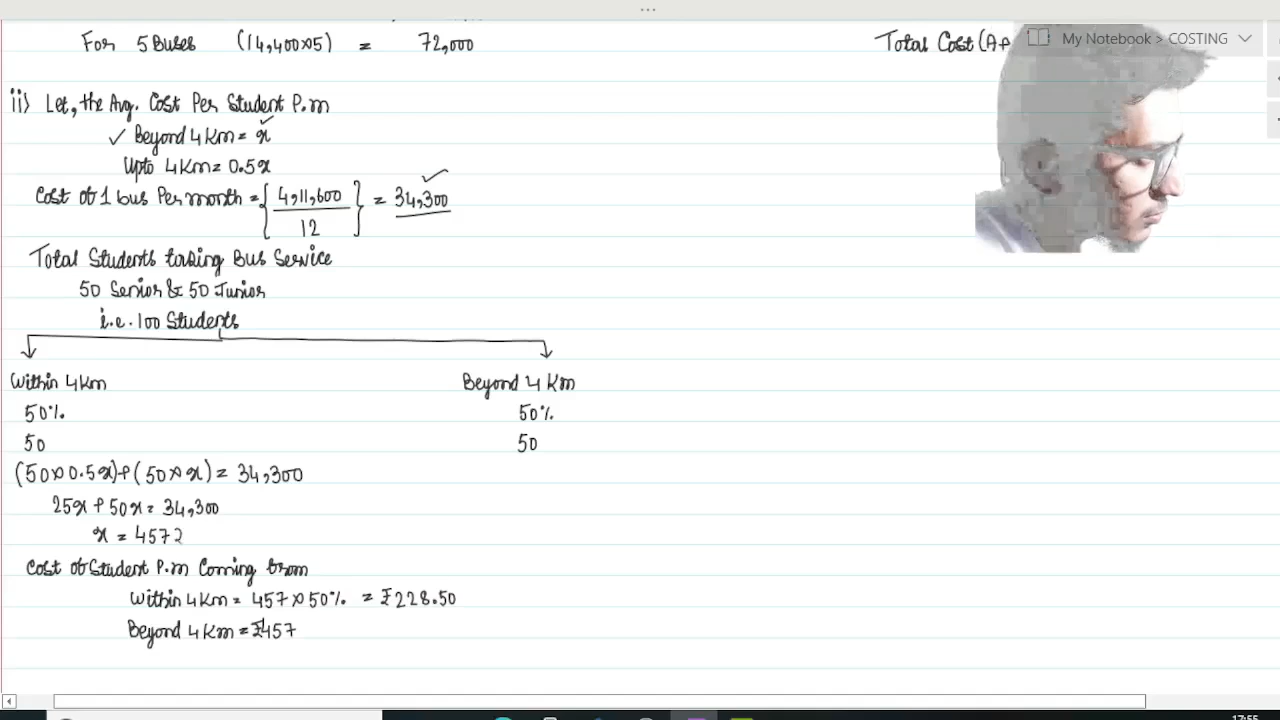 For 5 Buses (14,400×5) = 72,000
Total Cost (A+
My Notebook > COSTING
ii) Let, the Avg. Cost Per Student P.m
✓ Beyond 4 Km = x ✓
Upto 4 Km = 0.5x
Cost of 1 bus Per month = { 4,11,600 / 12 } = 34,300 ✓
Total Students taking Bus Service
50 Senior & 50 Junior
i.e. 100 Students
Within 4 Km Beyond 4 Km
50% 50%
50 50
(50×0.5x)+(50×x) = 34,300
25x + 50x = 34,300
x = 457₹
Cost of Student P.m Coming from
Within 4 Km = 457 × 50% = ₹228.50
Beyond 4 Km = ₹457
17:55